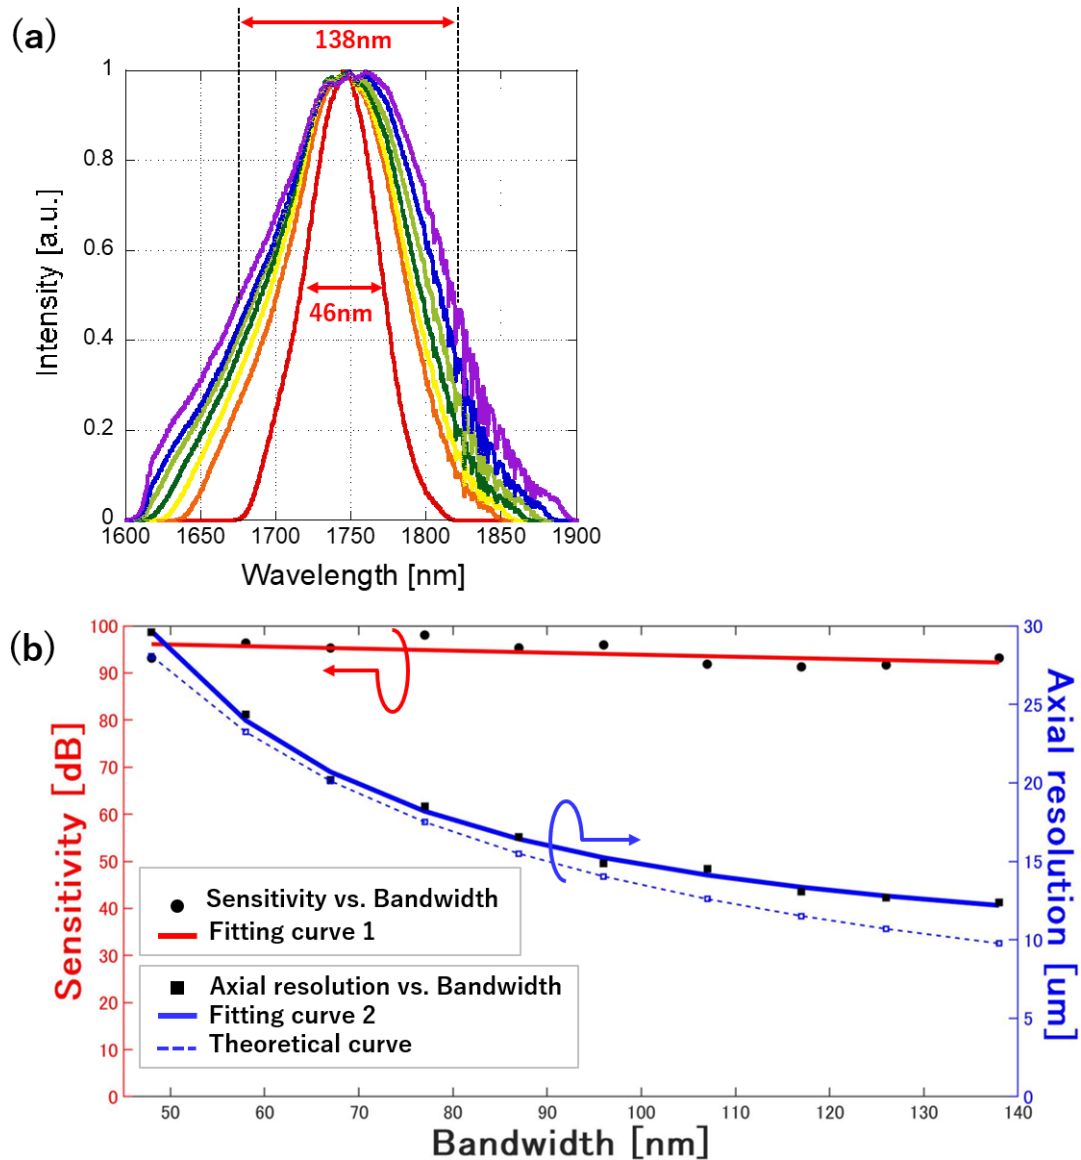 (a)
138nm
1
0.8
0.6
0.4
0.2
0
Intensity [a.u.]
46nm
1600 1650 1700 1750 1800 1850 1900
Wavelength [nm]
(b)
100
90
80
70
60
50
40
30
20
10
0
Sensitivity [dB]
30
25
20
15
10
5
0
Axial resolution [um]
Sensitivity vs. Bandwidth
Fitting curve 1
Axial resolution vs. Bandwidth
Fitting curve 2
Theoretical curve
50 60 70 80 90 100 110 120 130 140
Bandwidth [nm]